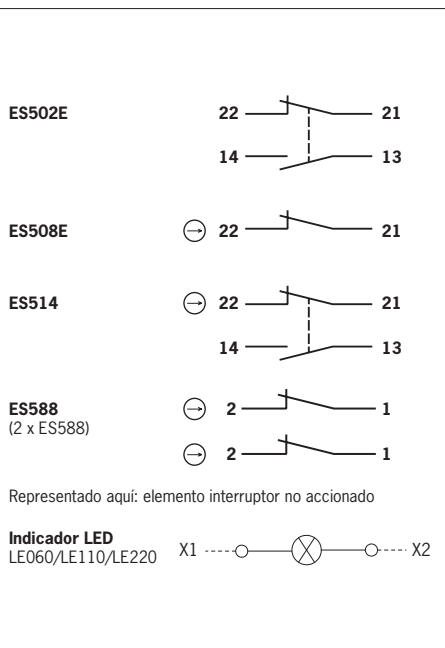 ES502E 22 21
14 13
ES508E 22 21
ES514 22 21
14 13
ES588 2 1
(2 x ES588)
2 1
Representado aquí: elemento interruptor no accionado
Indicador LED
LE060/LE110/LE220 X1 X2